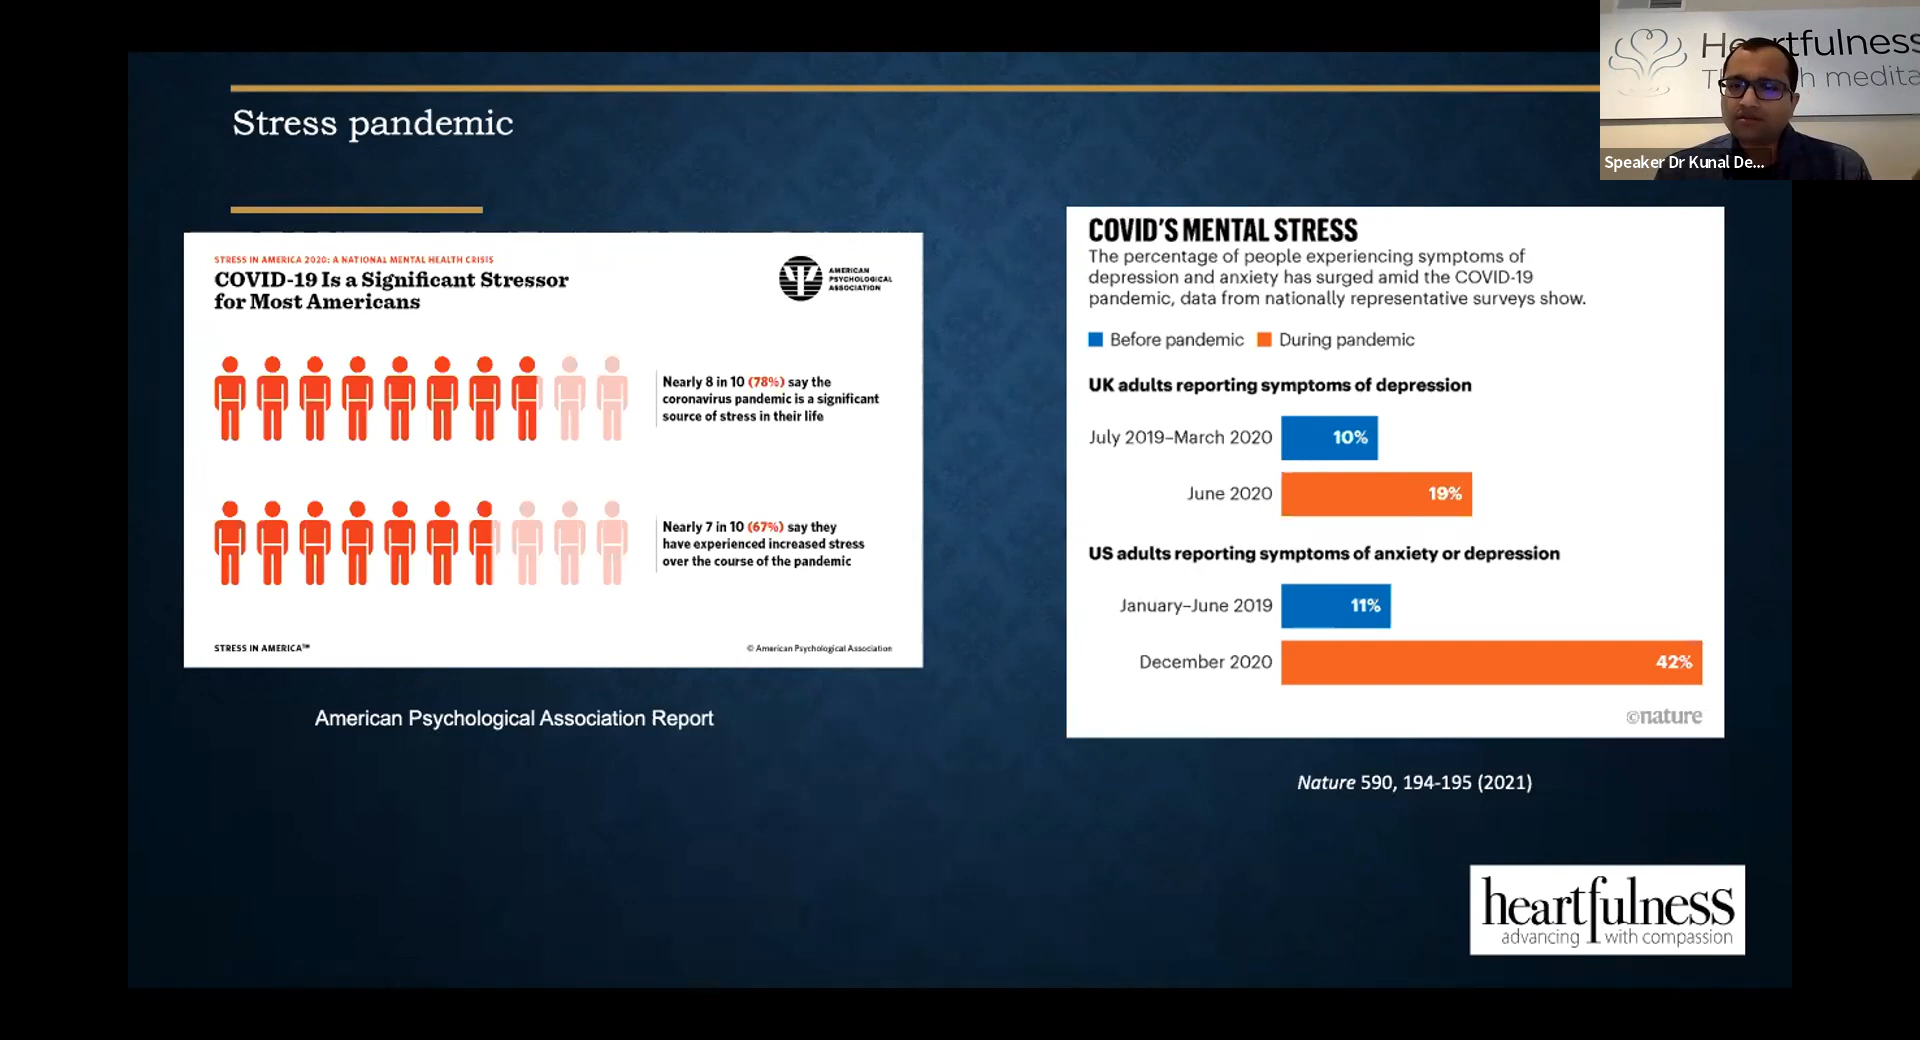 Stress pandemic
STRESS IN AMERICA 2020: A NATIONAL MENTAL HEALTH CRISIS
COVID-19 Is a Significant Stressor
for Most Americans
AMERICAN
PSYCHOLOGICAL
ASSOCIATION
Nearly 8 in 10 (78%) say the
coronavirus pandemic is a significant
source of stress in their life
Nearly 7 in 10 (67%) say they
have experienced increased stress
over the course of the pandemic
STRESS IN AMERICA™
© American Psychological Association
American Psychological Association Report
COVID'S MENTAL STRESS
The percentage of people experiencing symptoms of
depression and anxiety has surged amid the COVID-19
pandemic, data from nationally representative surveys show.
Before pandemic
During pandemic
UK adults reporting symptoms of depression
July 2019–March 2020
10%
June 2020
19%
US adults reporting symptoms of anxiety or depression
January–June 2019
11%
December 2020
42%
©nature
Nature 590, 194-195 (2021)
heartfulness
advancing with compassion
Speaker Dr Kunal De...